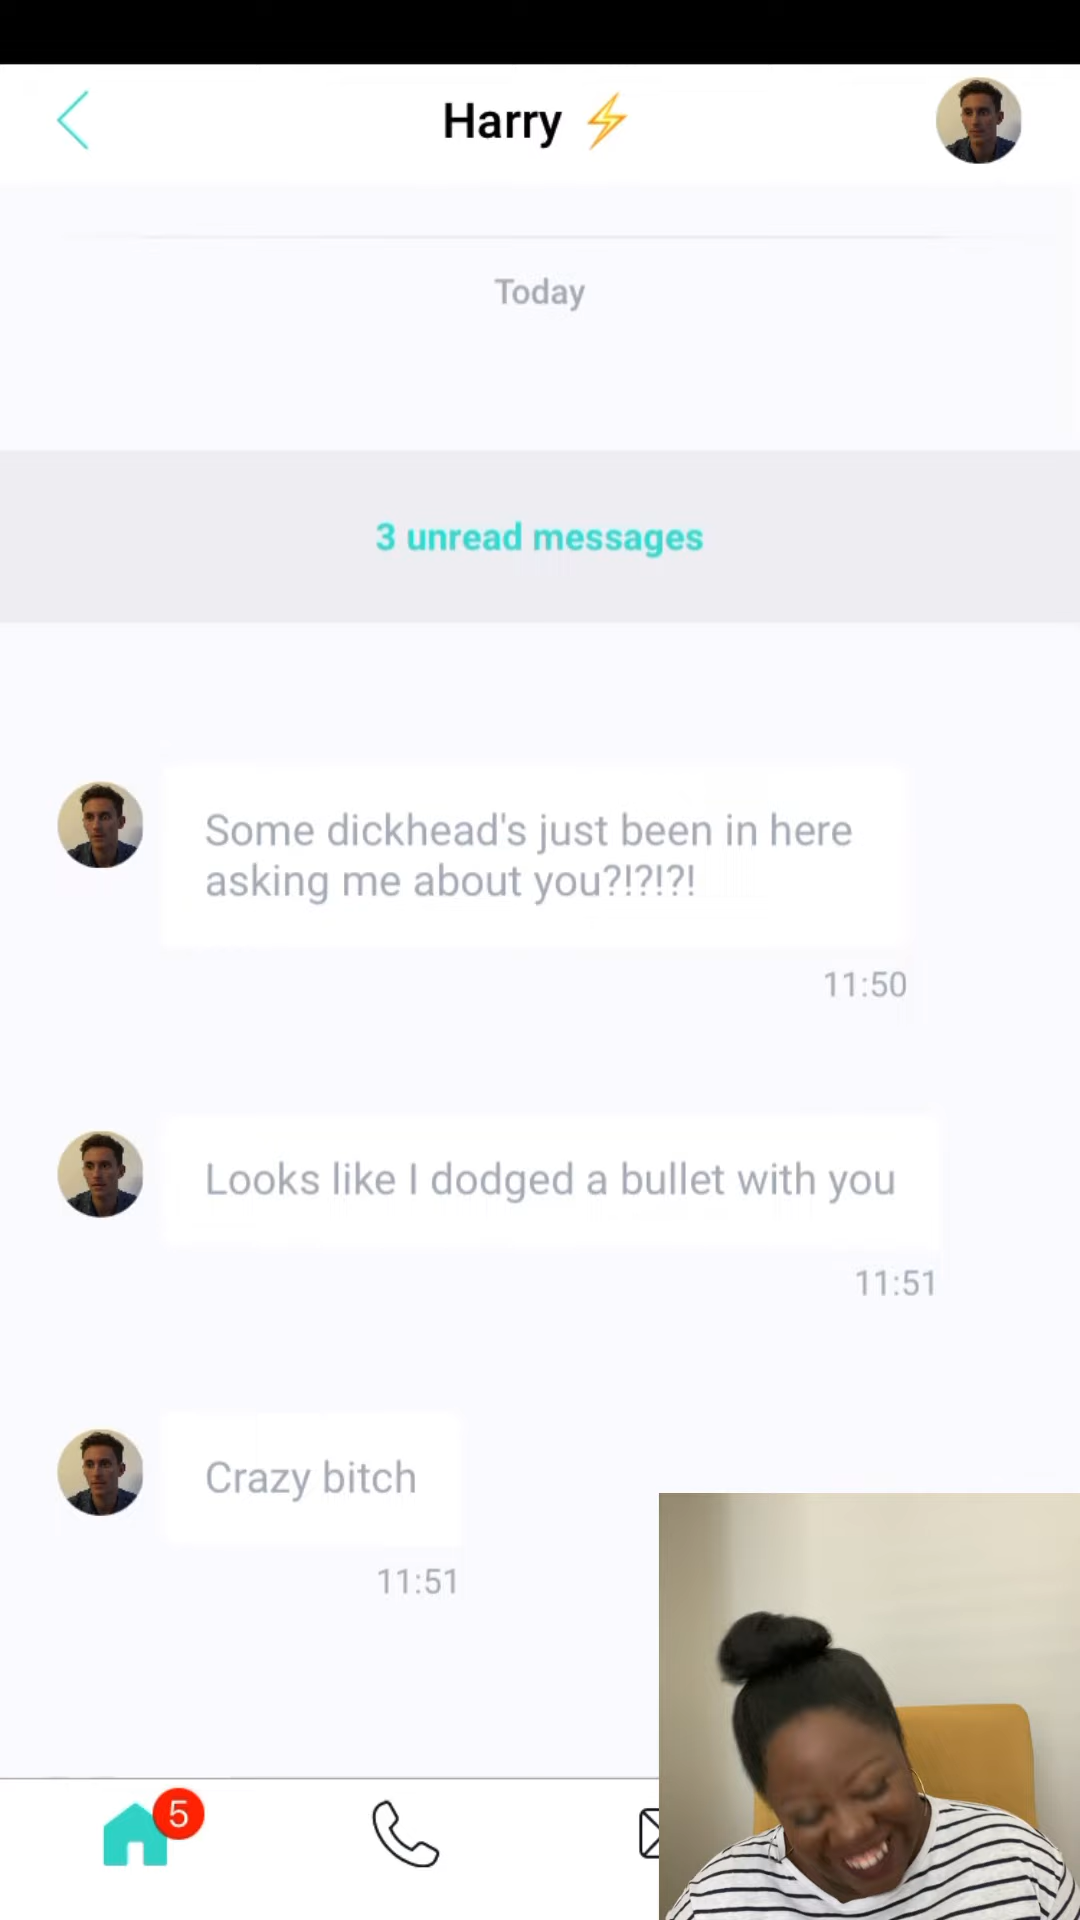 Harry ⚡
Today
3 unread messages
Some dickhead's just been in here
asking me about you?!?!?!
11:50
Looks like I dodged a bullet with you
11:51
Crazy bitch
11:51
5